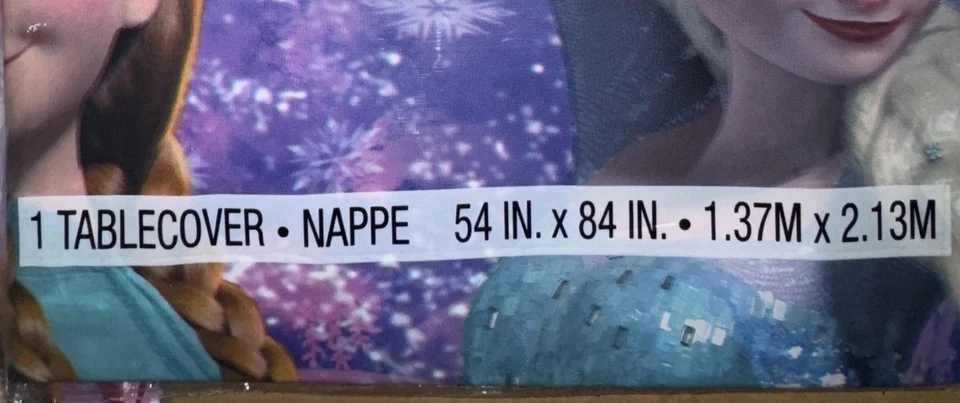 1 TABLECOVER • NAPPE 54 IN. x 84 IN. • 1.37M x 2.13M